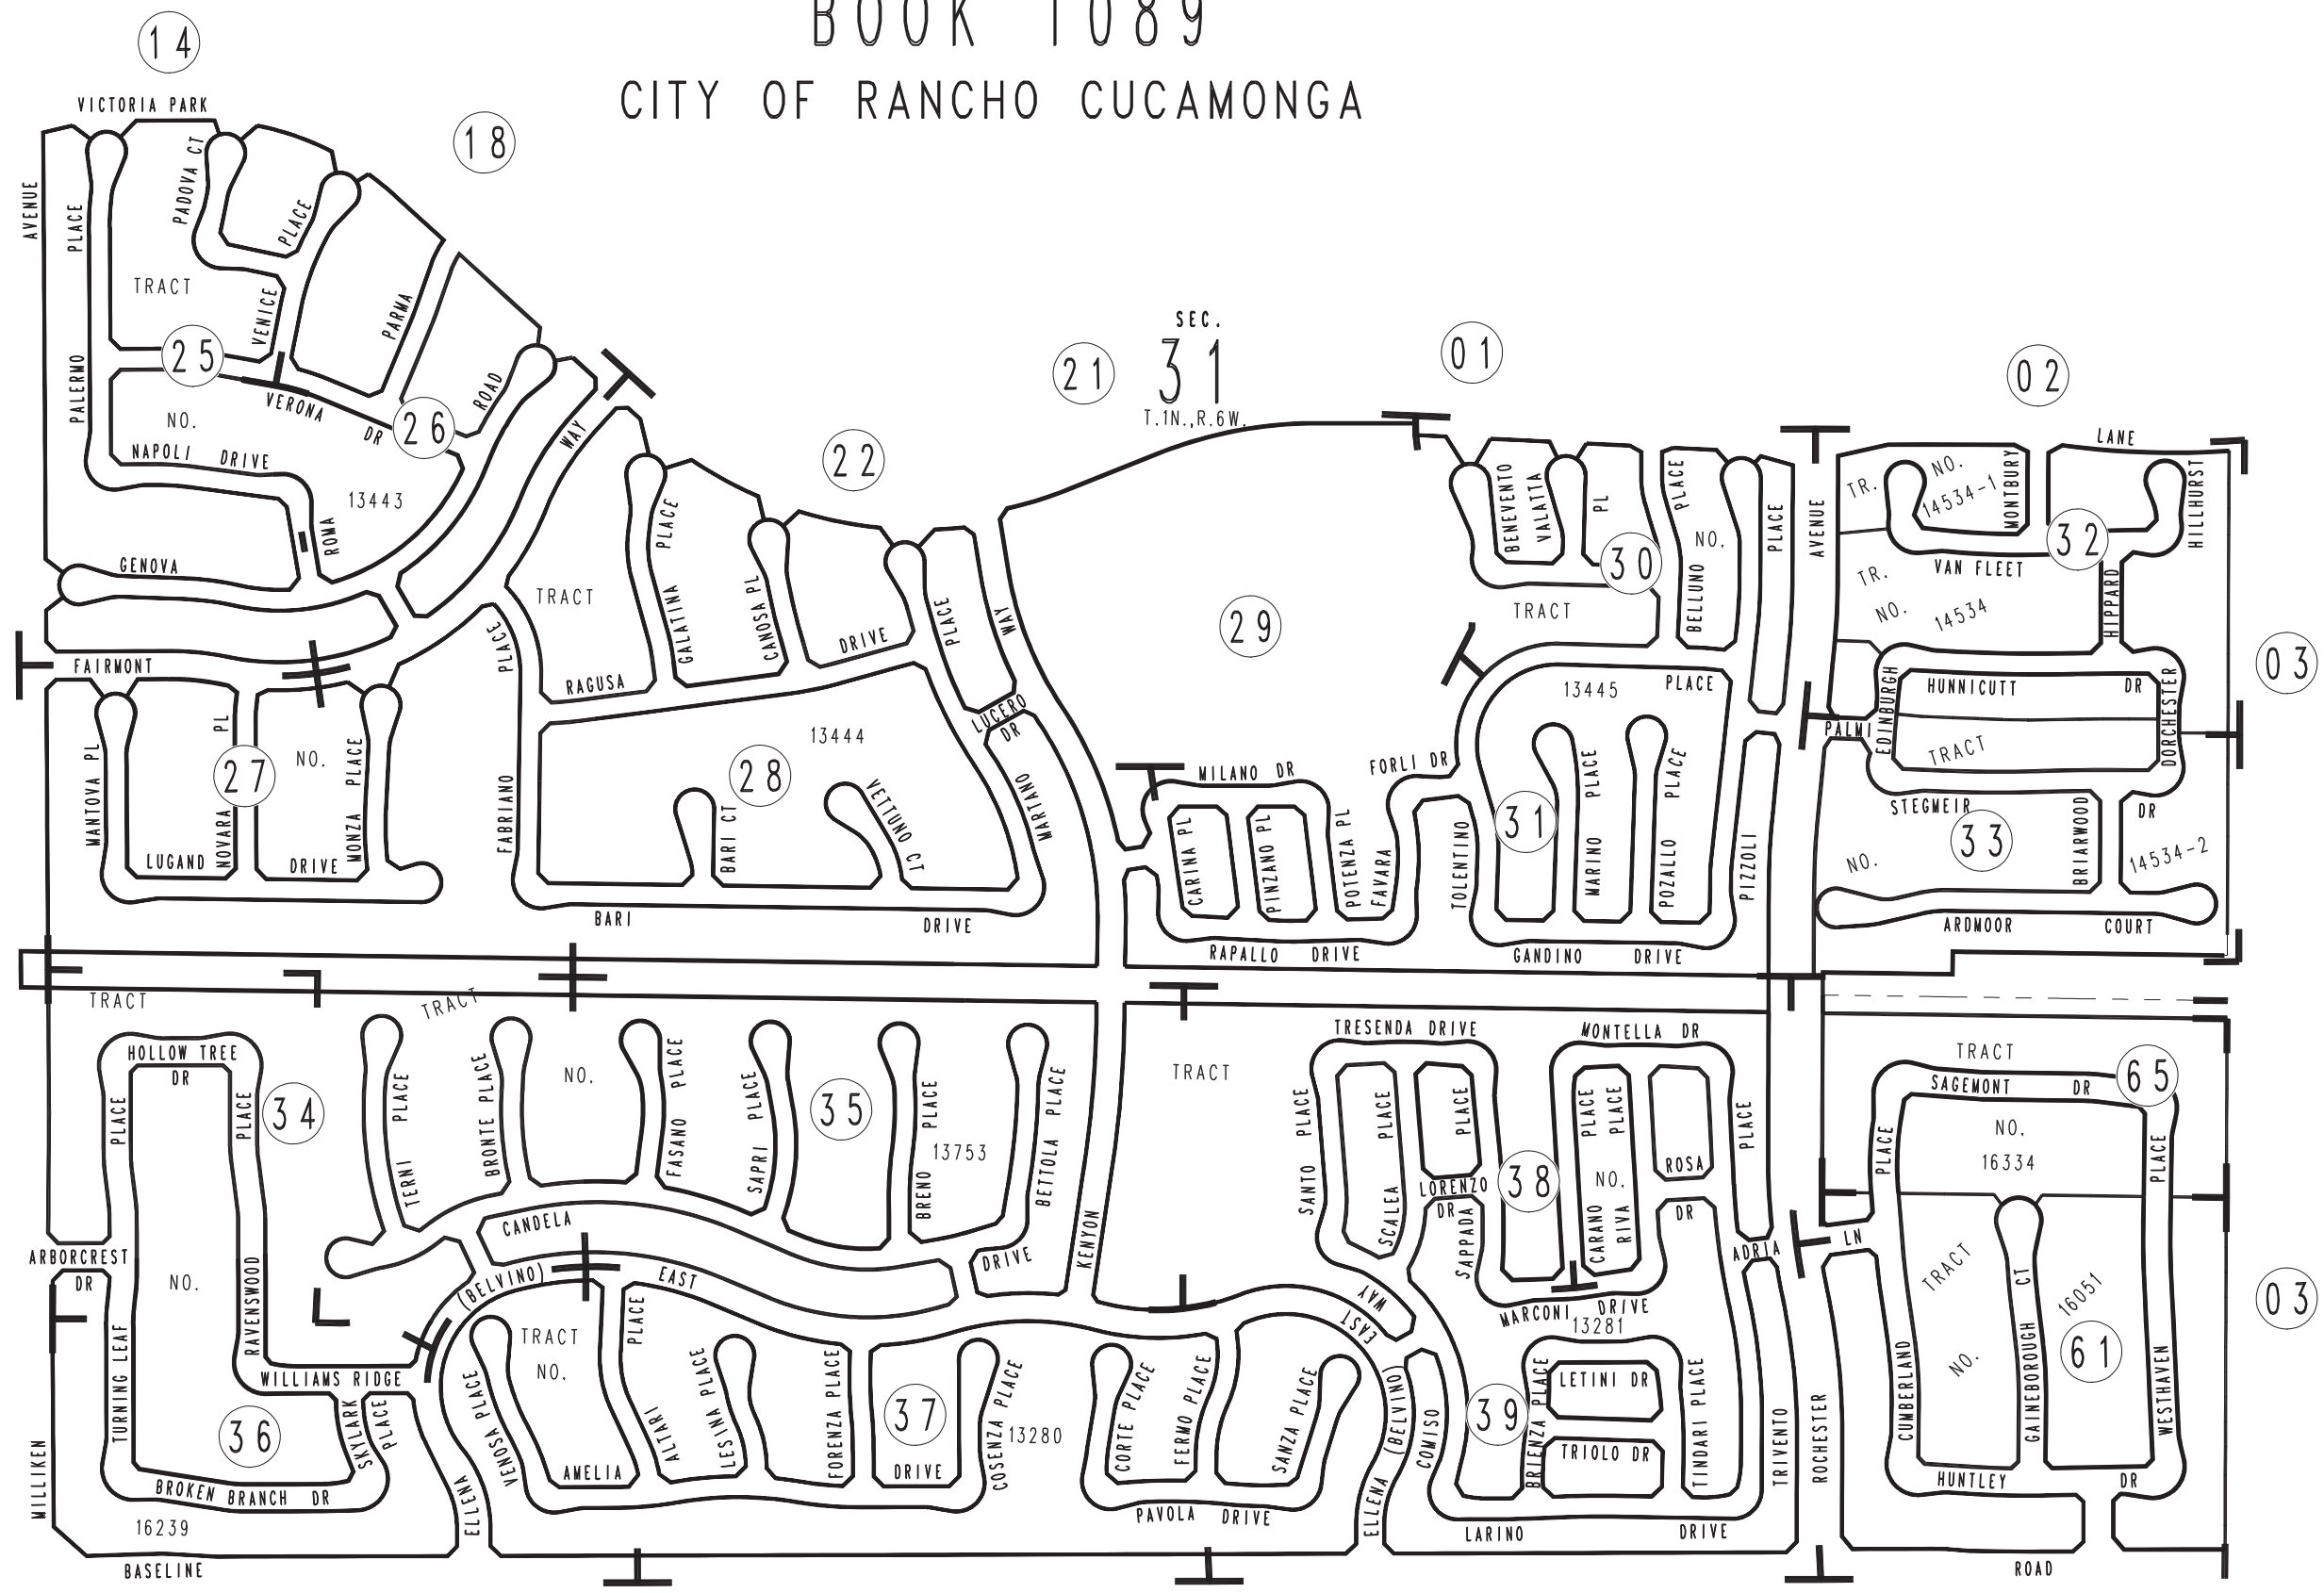 BOOK 1089
CITY OF RANCHO CUCAMONGA
14
18
VICTORIA PARK
AVENUE
PLACE
PADOVA CT
PLACE
TRACT
VENICE
PARMA
25
PALERMO
NO.
VERONA
DR
26
ROAD
WAY
NAPOLI DRIVE
13443
ROMA
GENOVA
FAIRMONT
22
21
SEC.
31
T.1N.,R.6W.
01
02
TRACT
PLACE
GALATINA
PLACE
CANOSA PL
DRIVE
PLACE
WAY
RAGUSA
LUCERO
DR
13444
29
BENEVENTO
VALATTA
PL
30
PLACE
NO.
BELLUNO
PLACE
AVENUE
TRACT
LANE
TR.
NO.
14534-1
MONTBURY
HILLHURST
32
VAN FLEET
TR.
NO.
14534
HIPPARD
03
EDINBURGH
HUNNICUTT
DR
DORCHESTER
TRACT
PALMI
STEGMEIR
33
BRIARWOOD
DR
NO.
14534-2
ARDMOOR
COURT
MANTOVA PL
PL
NOVARA
27
NO.
MONZA PLACE
LUGANO
DRIVE
FABRIANO
28
BARI CT
VETTUNO CT
MARTANO
BARI
DRIVE
MILANO DR
FORLI DR
CARINA PL
PINZANO PL
POTENZA PL
FAVARA
TOLENTINO
RAPALLO DRIVE
13445
PLACE
31
MARINO
PLACE
POZALLO
PLACE
PIZZOLI
GANDINO DRIVE
TRACT
TRACT
HOLLOW TREE
DR
34
PLACE
PLACE
TERNI PLACE
BRONTE PLACE
NO.
FASANO PLACE
SAPRI PLACE
35
BRENO PLACE
13753
BETTOLA PLACE
CANDELA
DRIVE
KENYON
ARBORCREST
DR
NO.
RAVENSWOOD
(BELVINO)
EAST
TURNING LEAF
WILLIAMS RIDGE
36
SKYLARK
PLACE
BROKEN BRANCH DR
16239
MILLIKEN
BASELINE
TRACT
NO.
VENOSA PLACE
PLACE
ALTARI
LESINA PLACE
AMELIA
FORENZA PLACE
37
DRIVE
COSENZA PLACE
13280
ELLENA
CORTE PLACE
FERMO PLACE
SANZA PLACE
PAVOLA DRIVE
TRACT
TRESENDA DRIVE
MONTELLA DR
SANTO PLACE
SCALEA
PLACE
PLACE
LORENZO
DR
SAPPADA
38
CARANO PLACE
RIVA PLACE
NO.
ROSA
DR
PLACE
ADRIA
LN
WAY
EAST
MARCONI DRIVE
13281
ELLENA (BELVINO)
COMISO
39
BRIENZA PLACE
LETINI DR
TRIOLO DR
TINDARI PLACE
TRIVENTO
LARINO
DRIVE
ROCHESTER
TRACT
65
SAGEMONT
DR
NO.
16334
PLACE
PLACE
TRACT
NO.
CUMBERLAND
GAINEBOROUGH CT
16051
61
WESTHAVEN
HUNTLEY
DR
ROAD
03